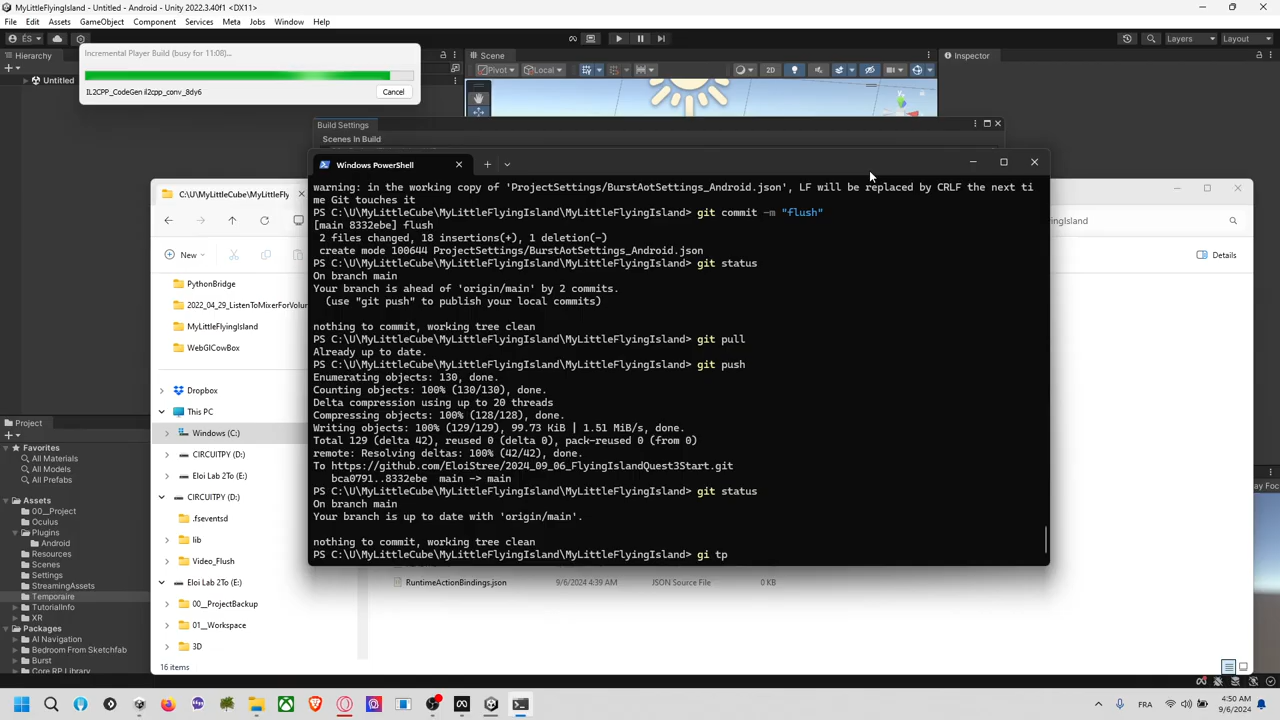 MyLittleFlyingIsland - Untitled - Android - Unity 2022.3.40f1 <DX11>
File Edit Assets GameObject Component Services Meta Jobs Window Help
ÉS
Layers Layout
Incremental Player Build (busy for 11:08)...
IL2CPP_CodeGen il2cpp_conv_8dy6
Cancel
Hierarchy
Untitled
Scene
Pivot Local 2D
Inspector
Build Settings
Scenes In Build
Windows PowerShell
warning: in the working copy of 'ProjectSettings/BurstAotSettings_Android.json', LF will be replaced by CRLF the next ti
me Git touches it
PS C:\U\MyLittleCube\MyLittleFlyingIsland\MyLittleFlyingIsland> git commit -m "flush"
[main 8332ebe] flush
2 files changed, 18 insertions(+), 1 deletion(-)
create mode 100644 ProjectSettings/BurstAotSettings_Android.json
PS C:\U\MyLittleCube\MyLittleFlyingIsland\MyLittleFlyingIsland> git status
On branch main
Your branch is ahead of 'origin/main' by 2 commits.
(use "git push" to publish your local commits)
nothing to commit, working tree clean
PS C:\U\MyLittleCube\MyLittleFlyingIsland\MyLittleFlyingIsland> git pull
Already up to date.
PS C:\U\MyLittleCube\MyLittleFlyingIsland\MyLittleFlyingIsland> git push
Enumerating objects: 130, done.
Counting objects: 100% (130/130), done.
Delta compression using up to 20 threads
Compressing objects: 100% (128/128), done.
Writing objects: 100% (129/129), 99.73 KiB | 1.51 MiB/s, done.
Total 129 (delta 42), reused 0 (delta 0), pack-reused 0 (from 0)
remote: Resolving deltas: 100% (42/42), done.
To https://github.com/EloiStree/2024_09_06_FlyingIslandQuest3Start.git
bca0791..8332ebe main -> main
PS C:\U\MyLittleCube\MyLittleFlyingIsland\MyLittleFlyingIsland> git status
On branch main
Your branch is up to date with 'origin/main'.
nothing to commit, working tree clean
PS C:\U\MyLittleCube\MyLittleFlyingIsland\MyLittleFlyingIsland> gi tp
C:\U\MyLittleCube\MyLittleFly
New
Details
PythonBridge
2022_04_29_ListenToMixerForVolum
MyLittleFlyingIsland
WebGlCowBox
Dropbox
This PC
Windows (C:)
CIRCUITPY (D:)
Eloi Lab 2To (E:)
CIRCUITPY (D:)
.fseventsd
lib
Video_Flush
Eloi Lab 2To (E:)
00__ProjectBackup
01__Workspace
3D
16 items
RuntimeActionBindings.json 9/6/2024 4:39 AM JSON Source File 0 KB
Project
Favorites
All Materials
All Models
All Prefabs
Assets
00__Project
Oculus
Plugins
Android
Resources
Scenes
Settings
StreamingAssets
Temporaire
TutorialInfo
XR
Packages
AI Navigation
Bedroom From Sketchfab
Burst
Core RP Library
FRA
4:50 AM
9/6/2024